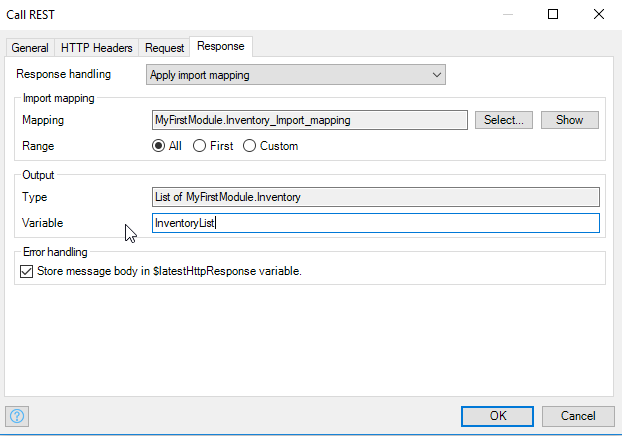 Call REST
General HTTP Headers Request Response
Response handling Apply import mapping
Import mapping
Mapping MyFirstModule.Inventory_Import_mapping Select... Show
Range All First Custom
Output
Type List of MyFirstModule.Inventory
Variable InventoryList
Error handling
Store message body in $latestHttpResponse variable.
? OK Cancel